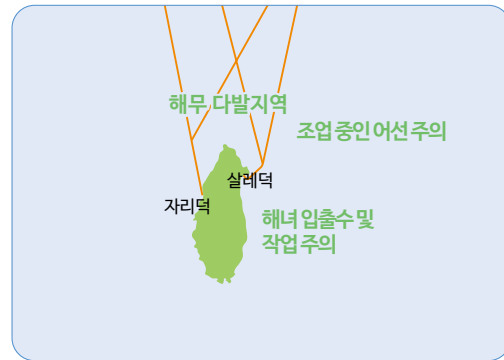 해무 다발지역
조업 중인 어선 주의
살레덕
자리덕
해녀 입출수 및
작업 주의